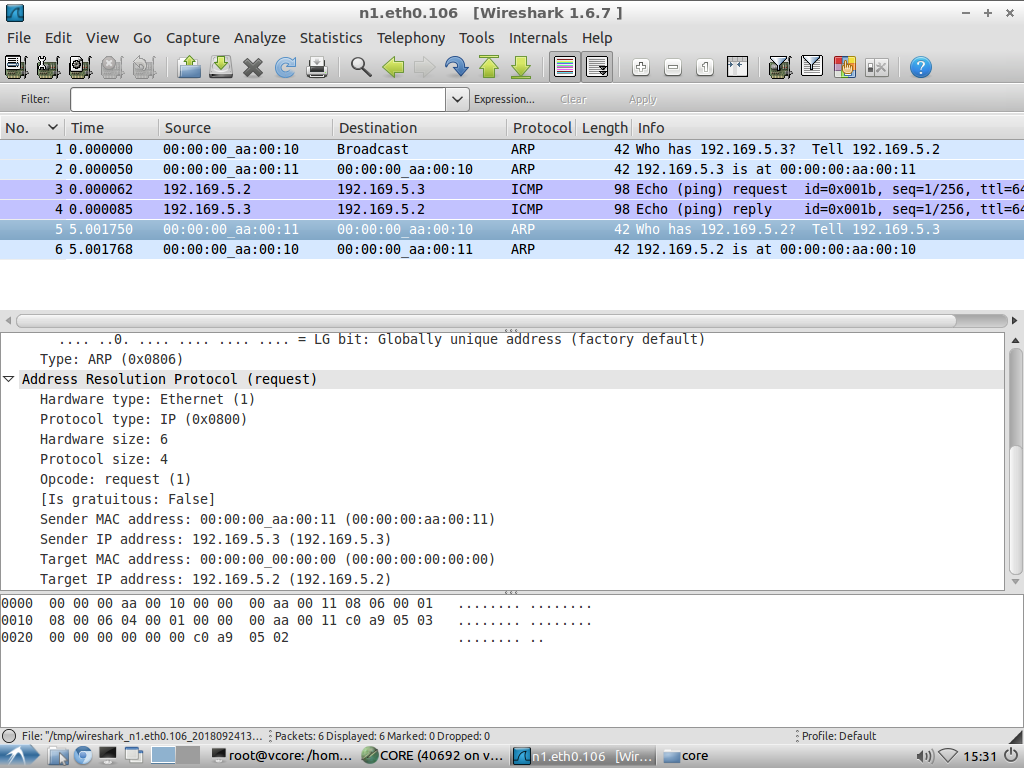 n1.eth0.106   [Wireshark 1.6.7 ]
File Edit View Go Capture Analyze Statistics Telephony Tools Internals Help
Filter: Expression... Clear Apply
No. Time Source Destination Protocol Length Info
1 0.000000 00:00:00_aa:00:10 Broadcast ARP 42 Who has 192.169.5.3?  Tell 192.169.5.2
2 0.000050 00:00:00_aa:00:11 00:00:00_aa:00:10 ARP 42 192.169.5.3 is at 00:00:00:aa:00:11
3 0.000062 192.169.5.2 192.169.5.3 ICMP 98 Echo (ping) request  id=0x001b, seq=1/256, ttl=64
4 0.000085 192.169.5.3 192.169.5.2 ICMP 98 Echo (ping) reply    id=0x001b, seq=1/256, ttl=64
5 5.001750 00:00:00_aa:00:11 00:00:00_aa:00:10 ARP 42 Who has 192.169.5.2?  Tell 192.169.5.3
6 5.001768 00:00:00_aa:00:10 00:00:00_aa:00:11 ARP 42 192.169.5.2 is at 00:00:00:aa:00:10
.... ..0. .... .... .... .... = LG bit: Globally unique address (factory default)
Type: ARP (0x0806)
Address Resolution Protocol (request)
Hardware type: Ethernet (1)
Protocol type: IP (0x0800)
Hardware size: 6
Protocol size: 4
Opcode: request (1)
[Is gratuitous: False]
Sender MAC address: 00:00:00_aa:00:11 (00:00:00:aa:00:11)
Sender IP address: 192.169.5.3 (192.169.5.3)
Target MAC address: 00:00:00_00:00:00 (00:00:00:00:00:00)
Target IP address: 192.169.5.2 (192.169.5.2)
0000  00 00 00 aa 00 10 00 00  00 aa 00 11 08 06 00 01   ........ ........
0010  08 00 06 04 00 01 00 00  00 aa 00 11 c0 a9 05 03   ........ ........
0020  00 00 00 00 00 00 c0 a9  05 02                     ........ ..
File: "/tmp/wireshark_n1.eth0.106_2018092413... Packets: 6 Displayed: 6 Marked: 0 Dropped: 0 Profile: Default
root@vcore: /hom... CORE (40692 on v... n1.eth0.106   [Wir... core 15:31